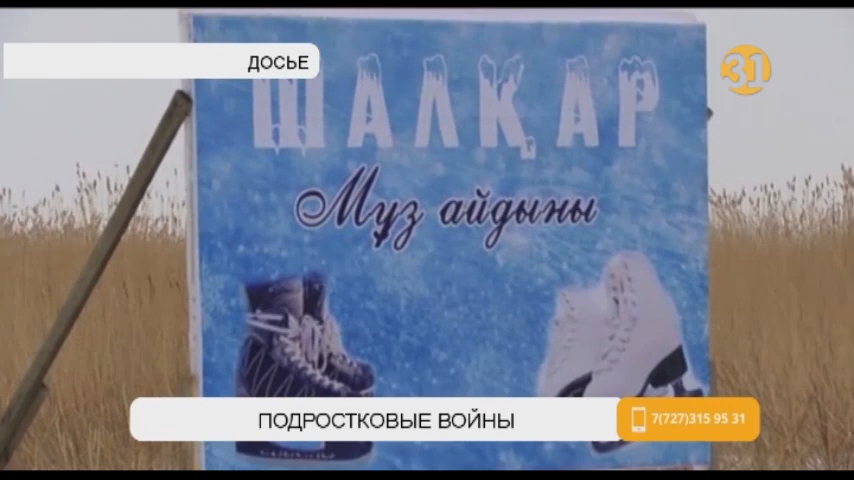 ДОСЬЕ
31
ШАЛҚАР
Мұз айдыны
ПОДРОСТКОВЫЕ ВОЙНЫ
7(727)315 95 31